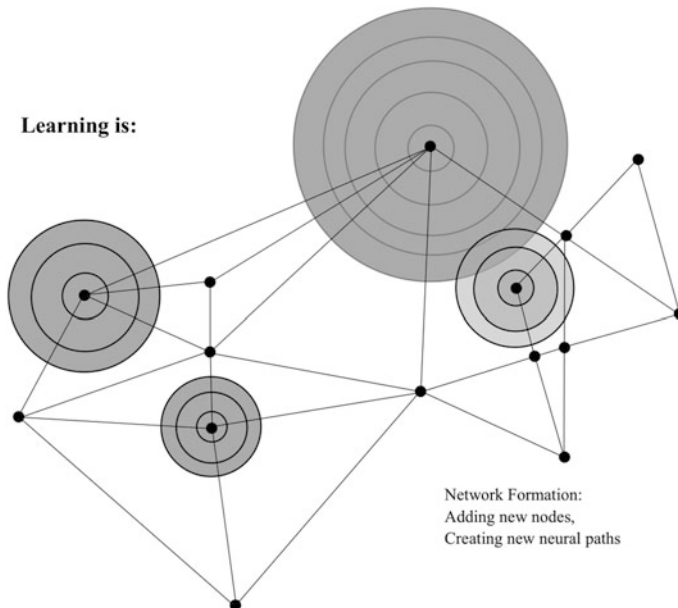 Learning is:
Network Formation:
Adding new nodes,
Creating new neural paths